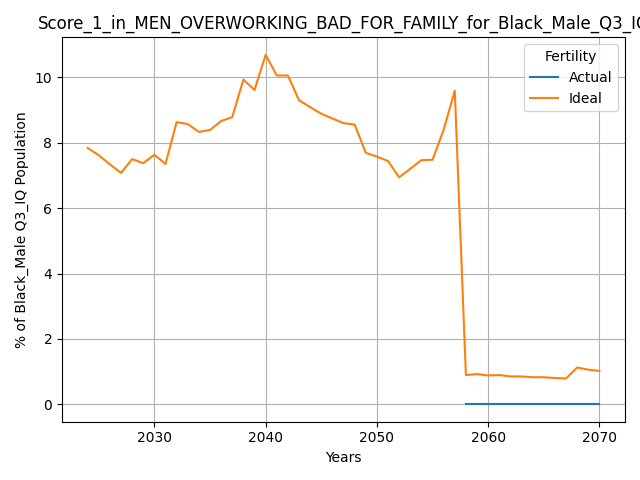 Score_1_in_MEN_OVERWORKING_BAD_FOR_FAMILY_for_Black_Male_Q3_IQ
Fertility
Actual
Ideal
% of Black_Male Q3_IQ Population
10
8
6
4
2
0
2030 2040 2050 2060 2070
Years